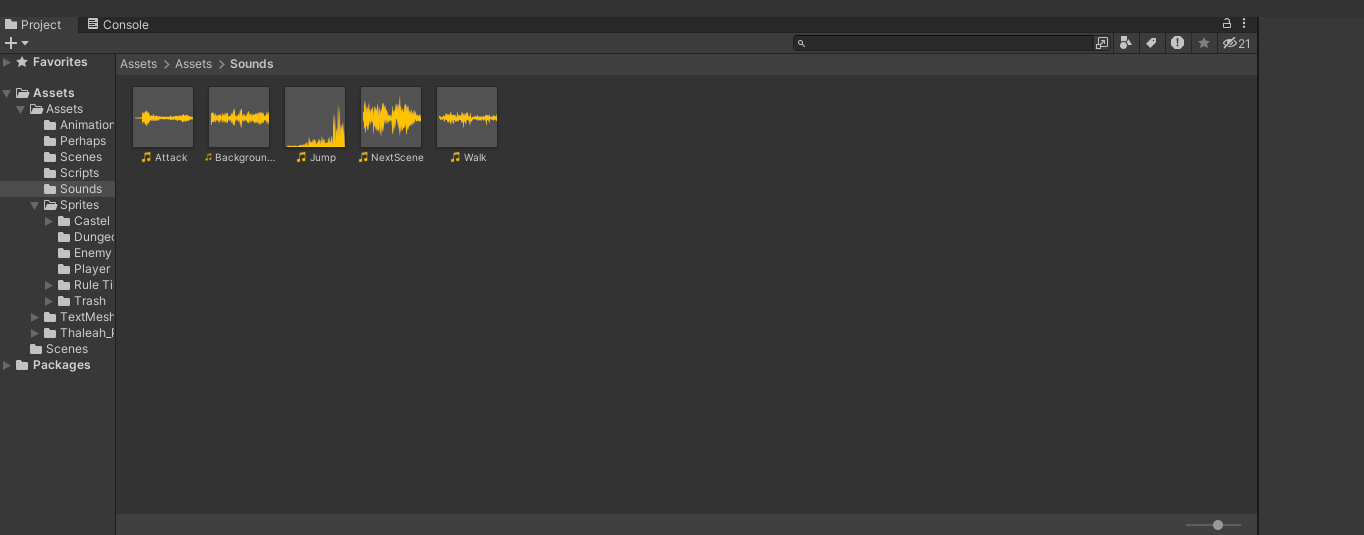 Project
Console
21
Favorites
Assets > Assets > Sounds
Assets
Assets
Animation
Perhaps
Scenes
Scripts
Sounds
Sprites
Castel
Dungeo
Enemy
Player
Rule Ti
Trash
TextMesh
Thaleah_F
Scenes
Packages
Attack
Backgroun...
Jump
NextScene
Walk